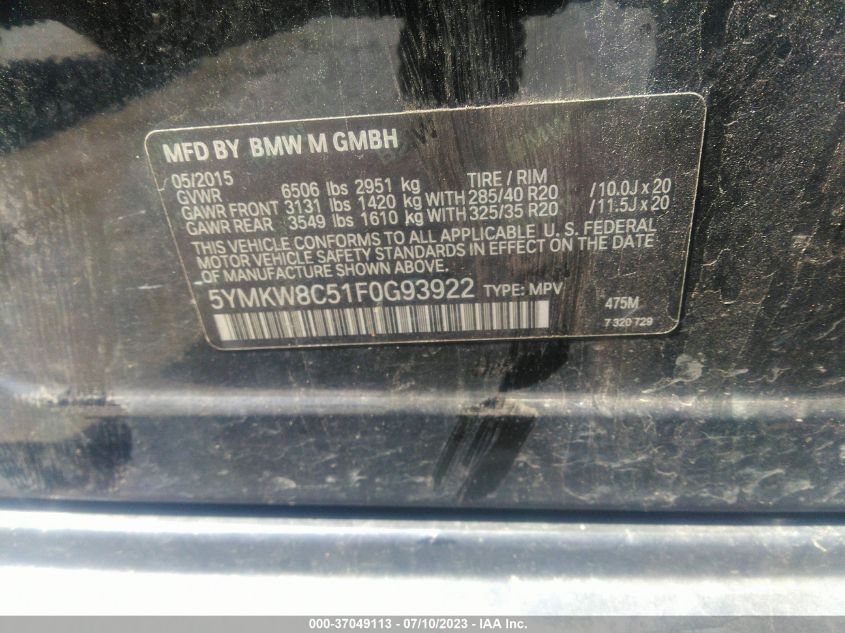 MFD BY BMW M GMBH
05/2015
GVWR 6506 lbs 2951 kg TIRE / RIM
GAWR FRONT 3131 lbs 1420 kg WITH 285/40 R20 / 10.0J x 20
GAWR REAR 3549 lbs 1610 kg WITH 325/35 R20 / 11.5J x 20
THIS VEHICLE CONFORMS TO ALL APPLICABLE U. S. FEDERAL
MOTOR VEHICLE SAFETY STANDARDS IN EFFECT ON THE DATE
OF MANUFACTURE SHOWN ABOVE.
5YMKW8C51F0G93922 TYPE: MPV
475M
7 320 729
BMW
BMW
000-37049113 - 07/10/2023 - IAA Inc.